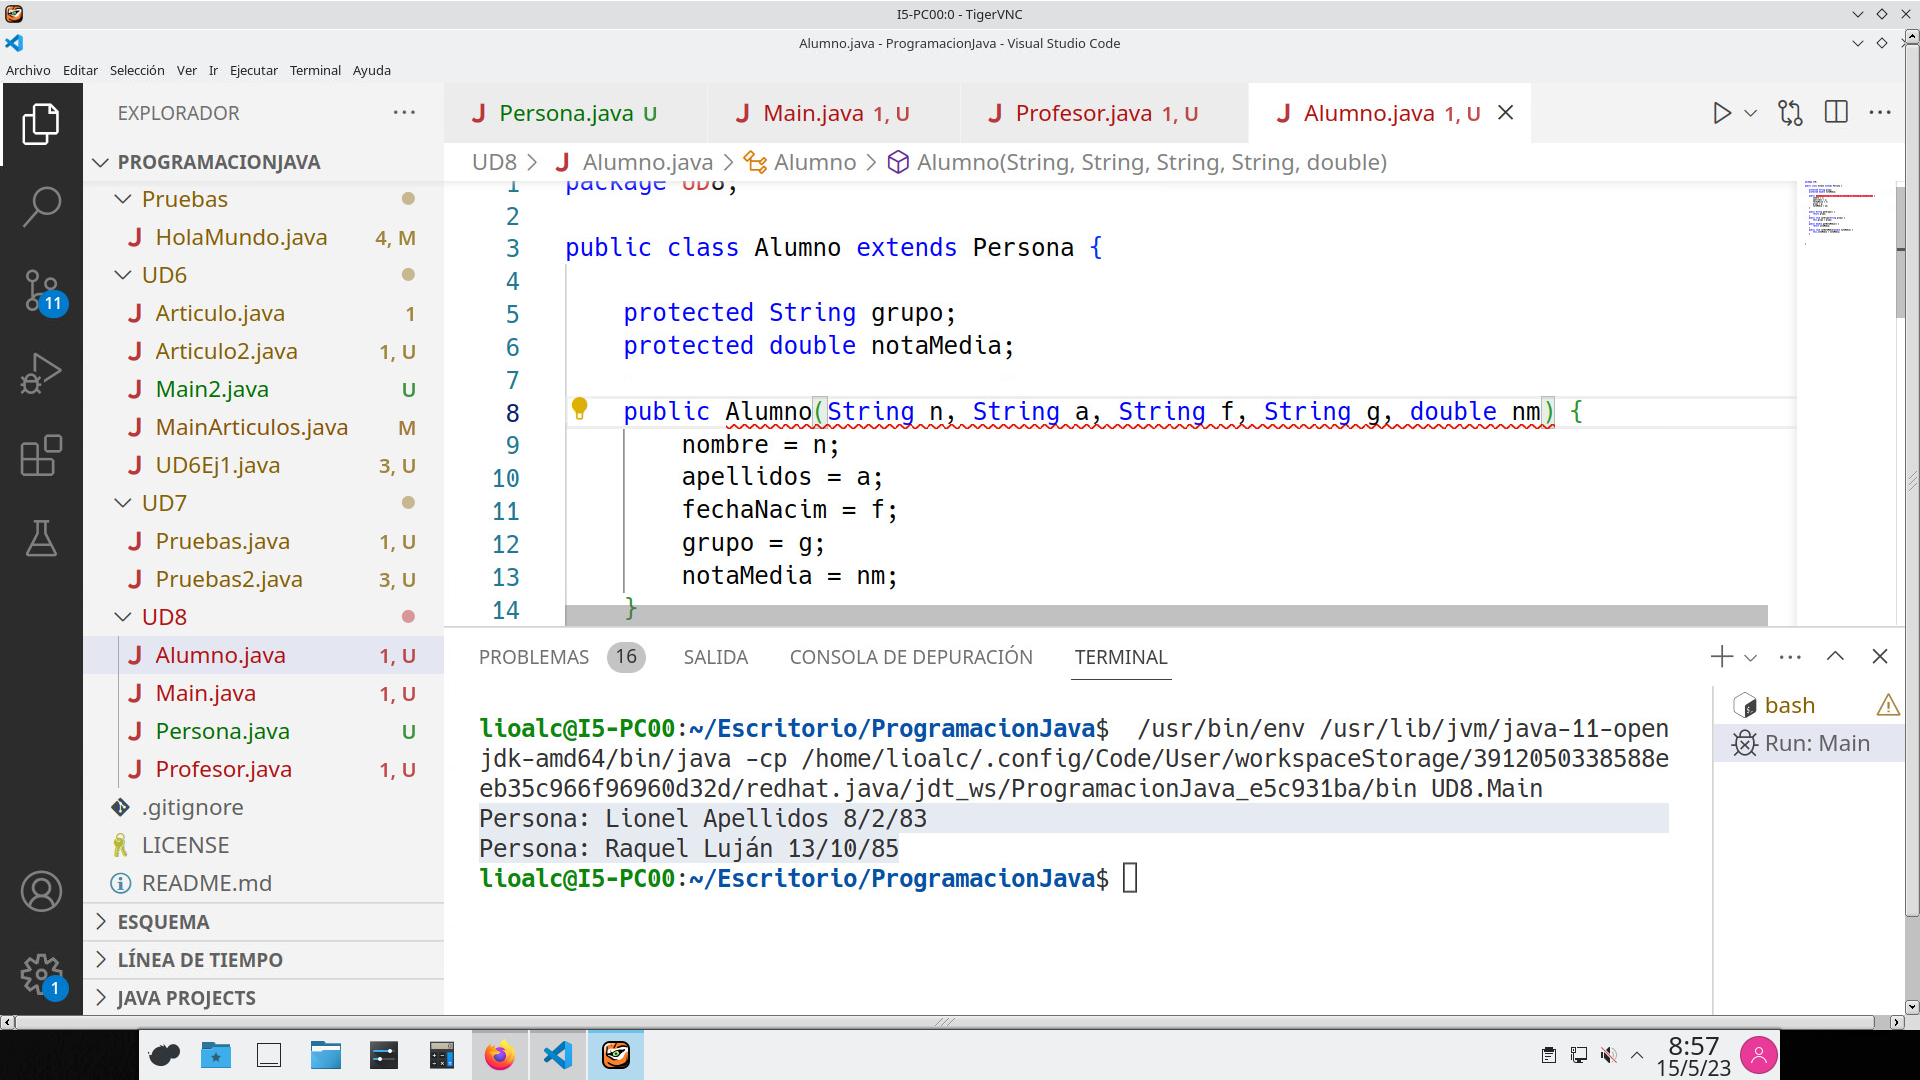 I5-PC00:0 - TigerVNC
Alumno.java - ProgramacionJava - Visual Studio Code
Archivo Editar Selección Ver Ir Ejecutar Terminal Ayuda
EXPLORADOR
PROGRAMACIONJAVA
Pruebas
HolaMundo.java 4, M
UD6
Articulo.java 1
Articulo2.java 1, U
Main2.java U
MainArticulos.java M
UD6Ej1.java 3, U
UD7
Pruebas.java 1, U
Pruebas2.java 3, U
UD8
Alumno.java 1, U
Main.java 1, U
Persona.java U
Profesor.java 1, U
.gitignore
LICENSE
README.md
ESQUEMA
LÍNEA DE TIEMPO
JAVA PROJECTS
11
1
Persona.java U Main.java 1, U Profesor.java 1, U Alumno.java 1, U
UD8 > Alumno.java > Alumno > Alumno(String, String, String, String, double)
1 package UD8;
2
3 public class Alumno extends Persona {
4
5 protected String grupo;
6 protected double notaMedia;
7
8 public Alumno(String n, String a, String f, String g, double nm) {
9 nombre = n;
10 apellidos = a;
11 fechaNacim = f;
12 grupo = g;
13 notaMedia = nm;
14 }
PROBLEMAS 16 SALIDA CONSOLA DE DEPURACIÓN TERMINAL
lioalc@I5-PC00:~/Escritorio/ProgramacionJava$ /usr/bin/env /usr/lib/jvm/java-11-open
jdk-amd64/bin/java -cp /home/lioalc/.config/Code/User/workspaceStorage/3912050338588e
eb35c966f96960d32d/redhat.java/jdt_ws/ProgramacionJava_e5c931ba/bin UD8.Main
Persona: Lionel Apellidos 8/2/83
Persona: Raquel Luján 13/10/85
lioalc@I5-PC00:~/Escritorio/ProgramacionJava$
bash
Run: Main
8:57
15/5/23